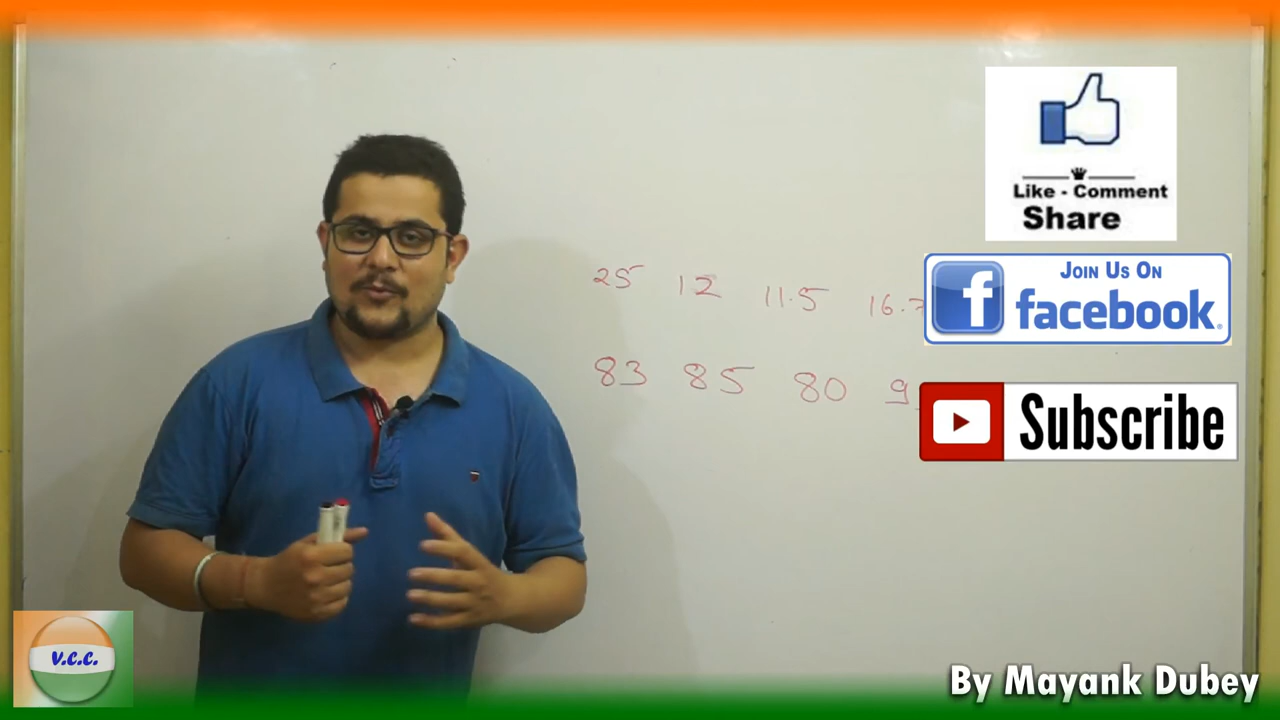 Like - Comment
Share
JOIN US ON
facebook
Subscribe
25 12 11.5
83 85 80
V.C.C.
By Mayank Dubey